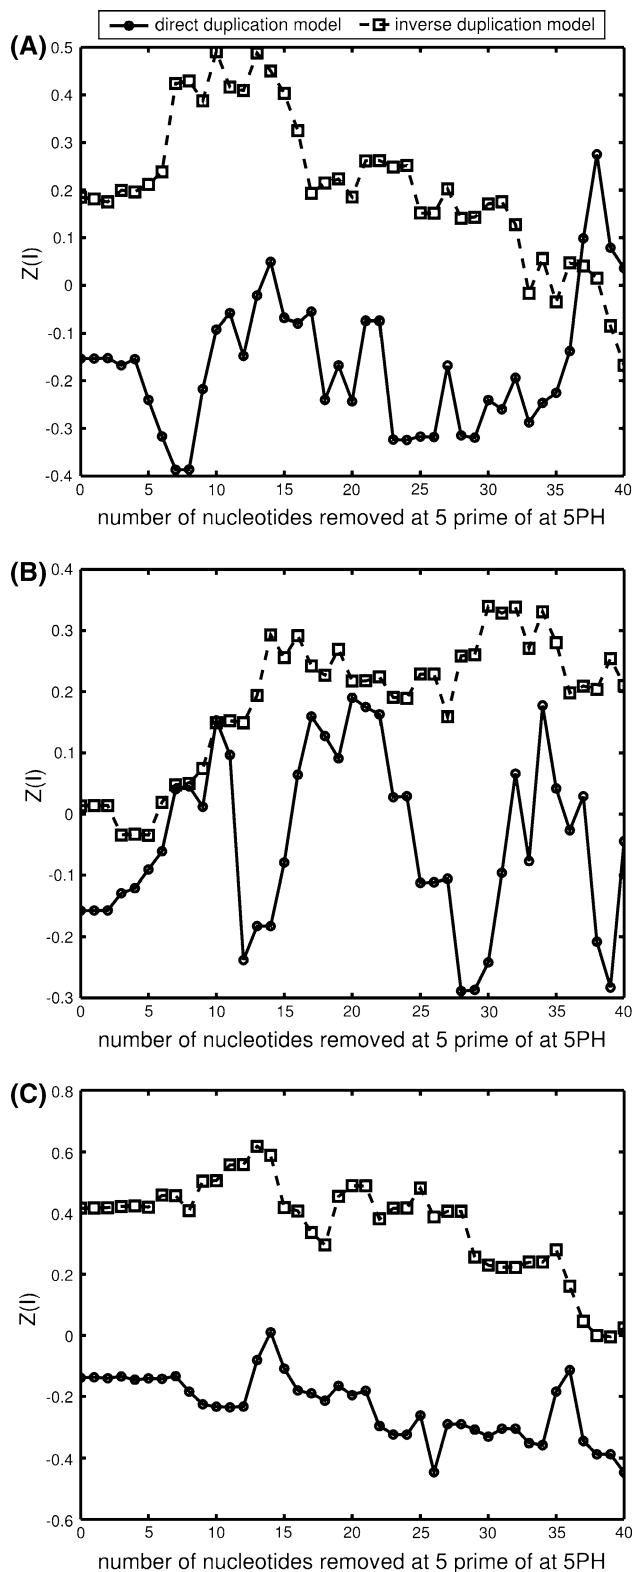 direct duplication model inverse duplication model
(A)
0.5
0.4
0.3
0.2
0.1
0
-0.1
-0.2
-0.3
-0.4
Z(I)
0 5 10 15 20 25 30 35 40
number of nucleotides removed at 5 prime of at 5PH
(B)
0.4
0.3
0.2
0.1
0
-0.1
-0.2
-0.3
Z(I)
0 5 10 15 20 25 30 35 40
number of nucleotides removed at 5 prime of at 5PH
(C)
0.8
0.6
0.4
0.2
0
-0.2
-0.4
-0.6
Z(I)
0 5 10 15 20 25 30 35 40
number of nucleotides removed at 5 prime of at 5PH